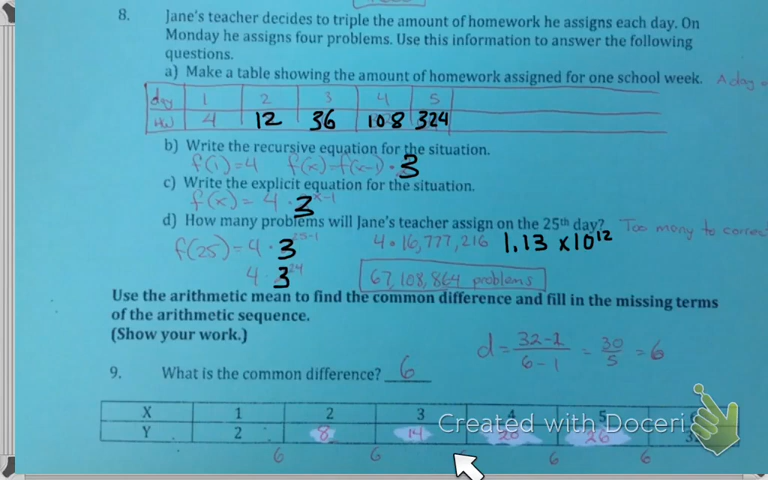 8. Jane's teacher decides to triple the amount of homework he assigns each day. On
Monday he assigns four problems. Use this information to answer the following
questions.
a) Make a table showing the amount of homework assigned for one school week. A day
day 1 2 3 4 5
HW 4 12 36 108 324
b) Write the recursive equation for the situation.
f(1)=4 f(x)=f(x-1)·3
c) Write the explicit equation for the situation.
f(x)= 4·3^x-1
d) How many problems will Jane's teacher assign on the 25th day? Too many to correct
f(25)=4·3^25-1 4·16,777,216 1.13 x10^12
4·3^24 67,108,864 problems
Use the arithmetic mean to find the common difference and fill in the missing terms
of the arithmetic sequence.
(Show your work.)
d = 32-2 / 6-1 = 30/5 = 6
9. What is the common difference? 6
X 1 2 3 4 5
Created with Doceri
Y 2 8 14 20 26
6 6 6 6